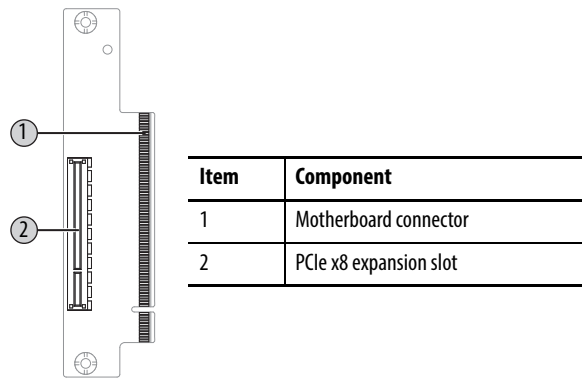 1
2
Item Component
1 Motherboard connector
2 PCIe x8 expansion slot